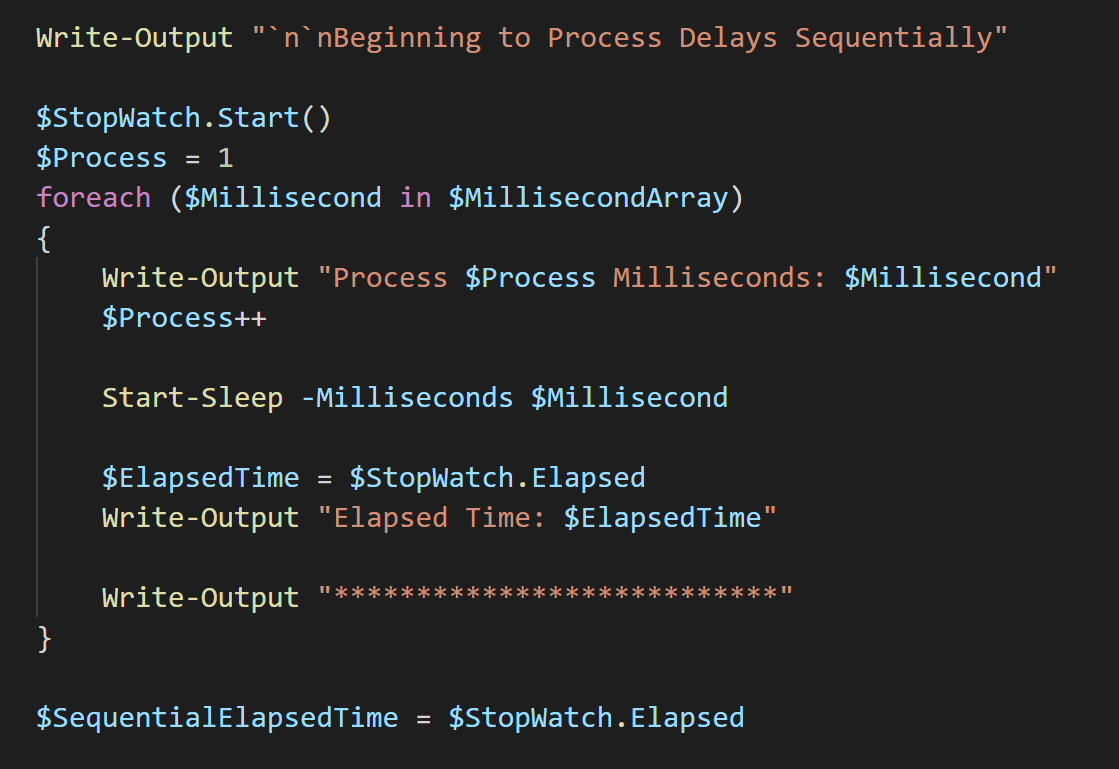 Write-Output "`n`nBeginning to Process Delays Sequentially"
$StopWatch.Start()
$Process = 1
foreach ($Millisecond in $MillisecondArray)
{
Write-Output "Process $Process Milliseconds: $Millisecond"
$Process++
Start-Sleep -Milliseconds $Millisecond
$ElapsedTime = $StopWatch.Elapsed
Write-Output "Elapsed Time: $ElapsedTime"
Write-Output "***************************"
}
$SequentialElapsedTime = $StopWatch.Elapsed